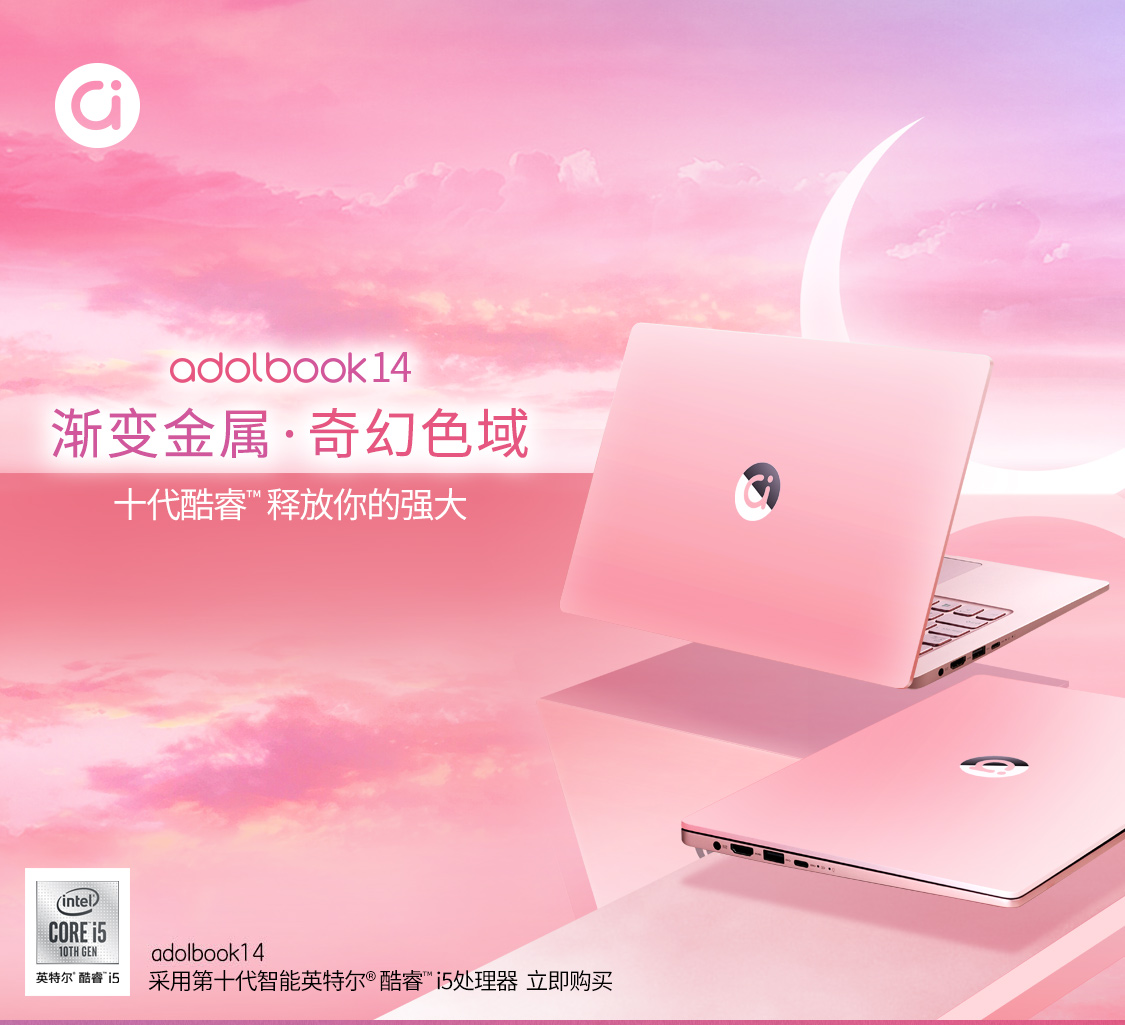 adolbook14
渐变金属·奇幻色域
十代酷睿™ 释放你的强大
intel
CORE i5
10TH GEN
英特尔® 酷睿™ i5
adolbook14
采用第十代智能英特尔® 酷睿™ i5处理器 立即购买